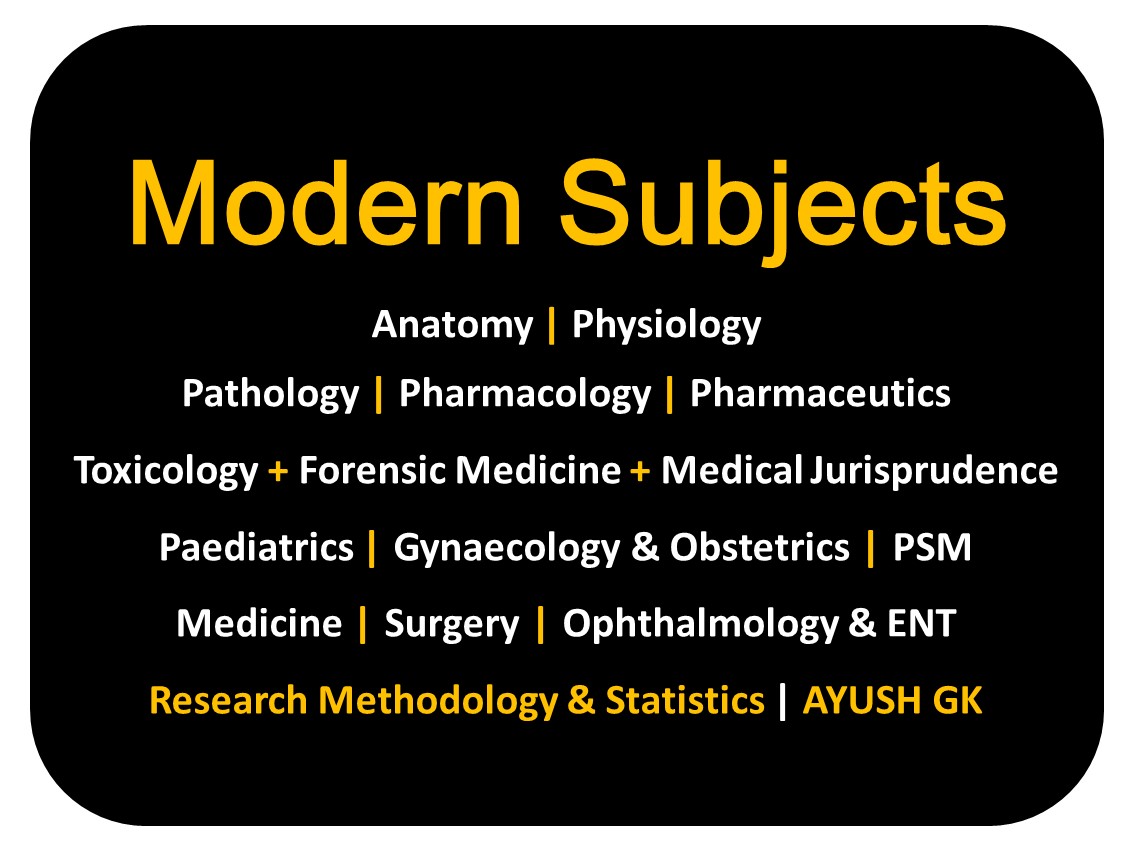 Modern Subjects
Anatomy | Physiology
Pathology | Pharmacology | Pharmaceutics
Toxicology + Forensic Medicine + Medical Jurisprudence
Paediatrics | Gynaecology & Obstetrics | PSM
Medicine | Surgery | Ophthalmology & ENT
Research Methodology & Statistics | AYUSH GK